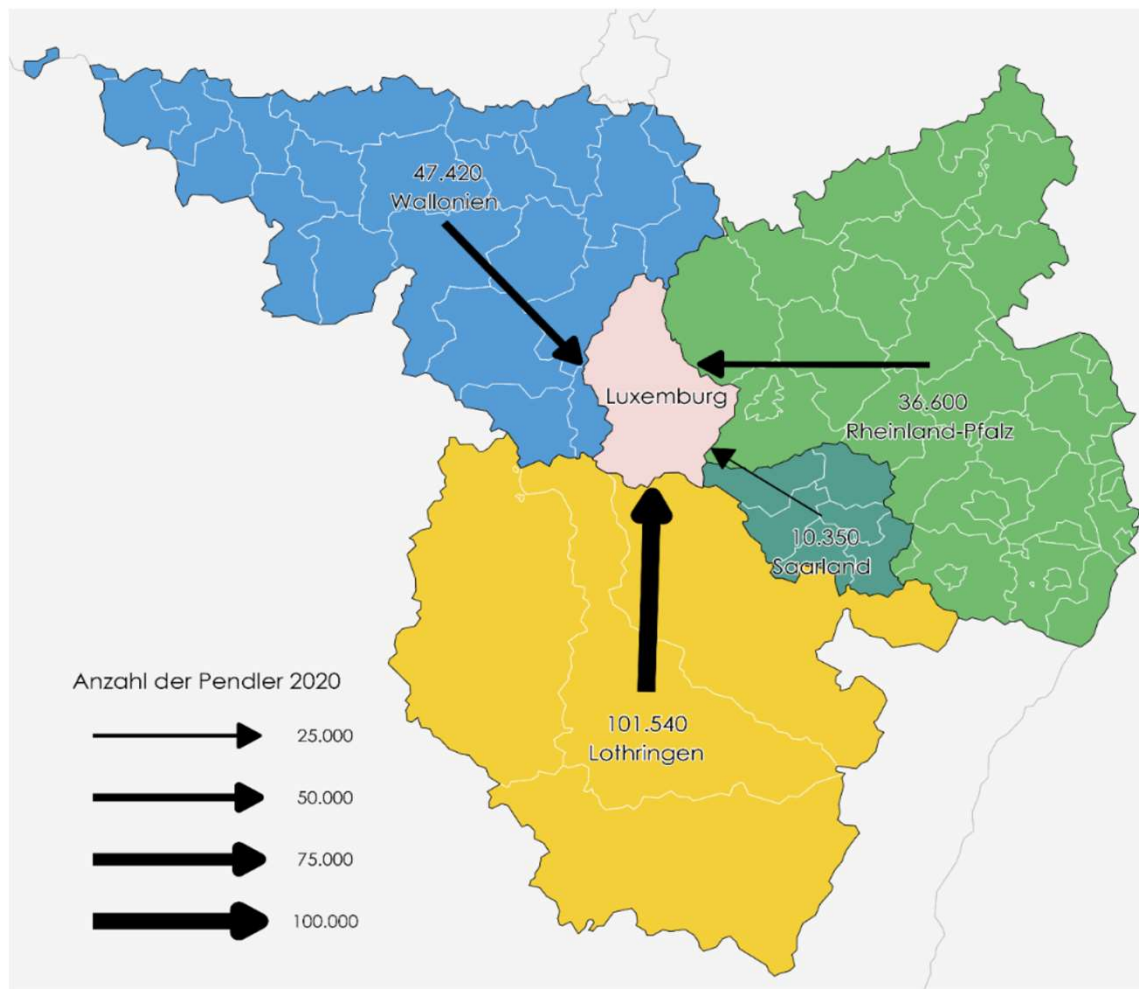 47.420
Wallonien
Luxemburg
36.600
Rheinland-Pfalz
10.350
Saarland
101.540
Lothringen
Anzahl der Pendler 2020
25.000
50.000
75.000
100.000